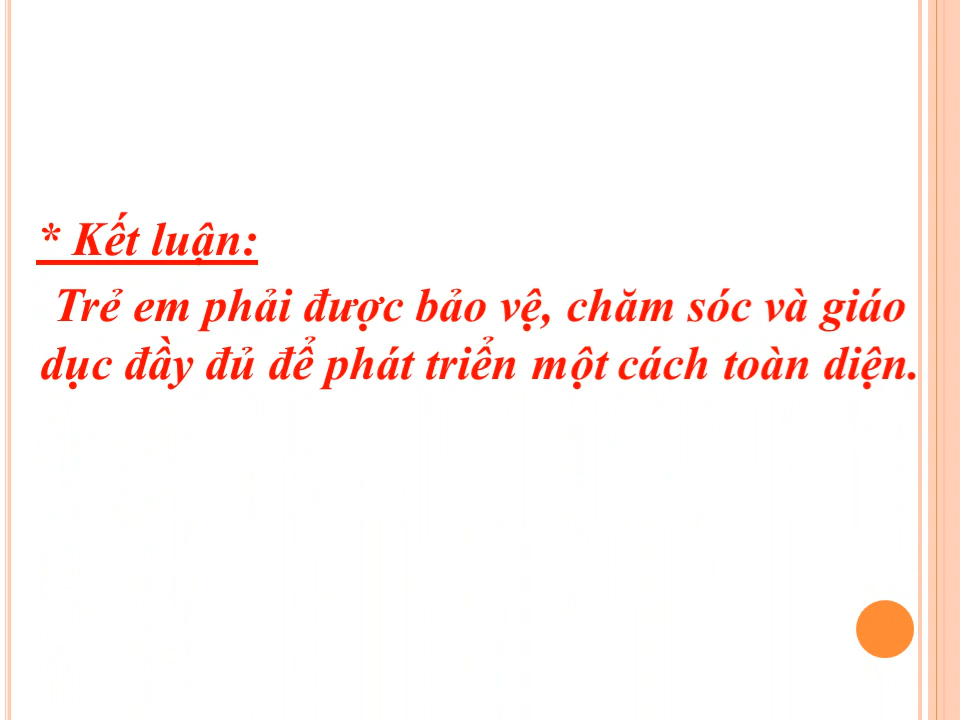 * Kết luận:
Trẻ em phải được bảo vệ, chăm sóc và giáo
dục đầy đủ để phát triển một cách toàn diện.